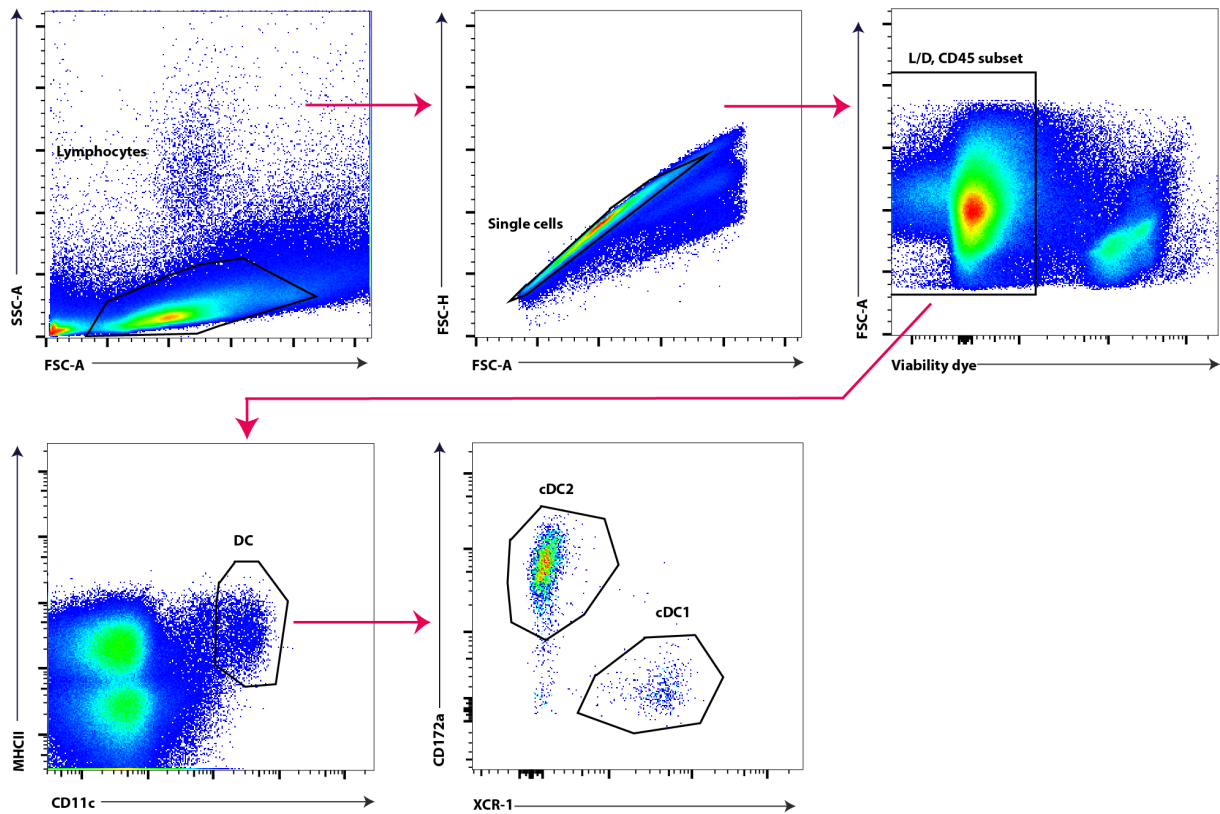 Lymphocytes
SSC-A
FSC-A
Single cells
FSC-H
FSC-A
L/D, CD45 subset
FSC-A
Viability dye
DC
MHCII
CD11c
cDC2
cDC1
CD172a
XCR-1